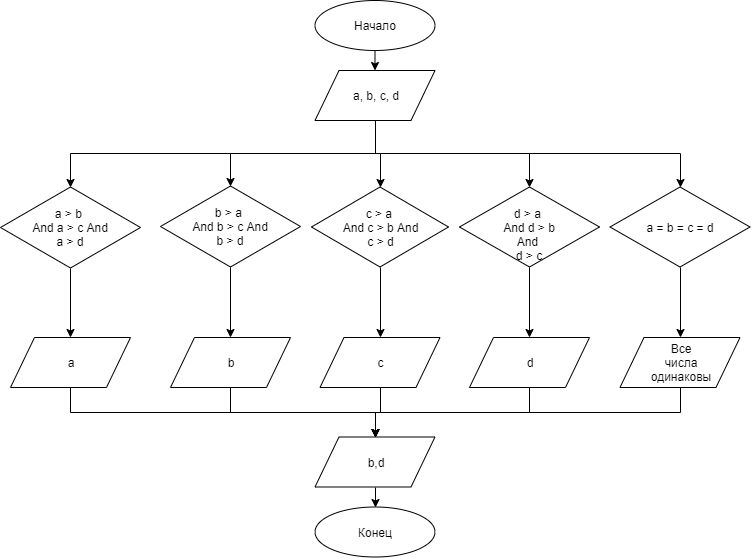 Начало
a, b, c, d
a > b
And a > c And
a > d
b > a
And b > c And
b > d
c > a
And c > b And
c > d
d > a
And d > b
And
d > c
a = b = c = d
a
b
c
d
Все
числа
одинаковы
b,d
Конец